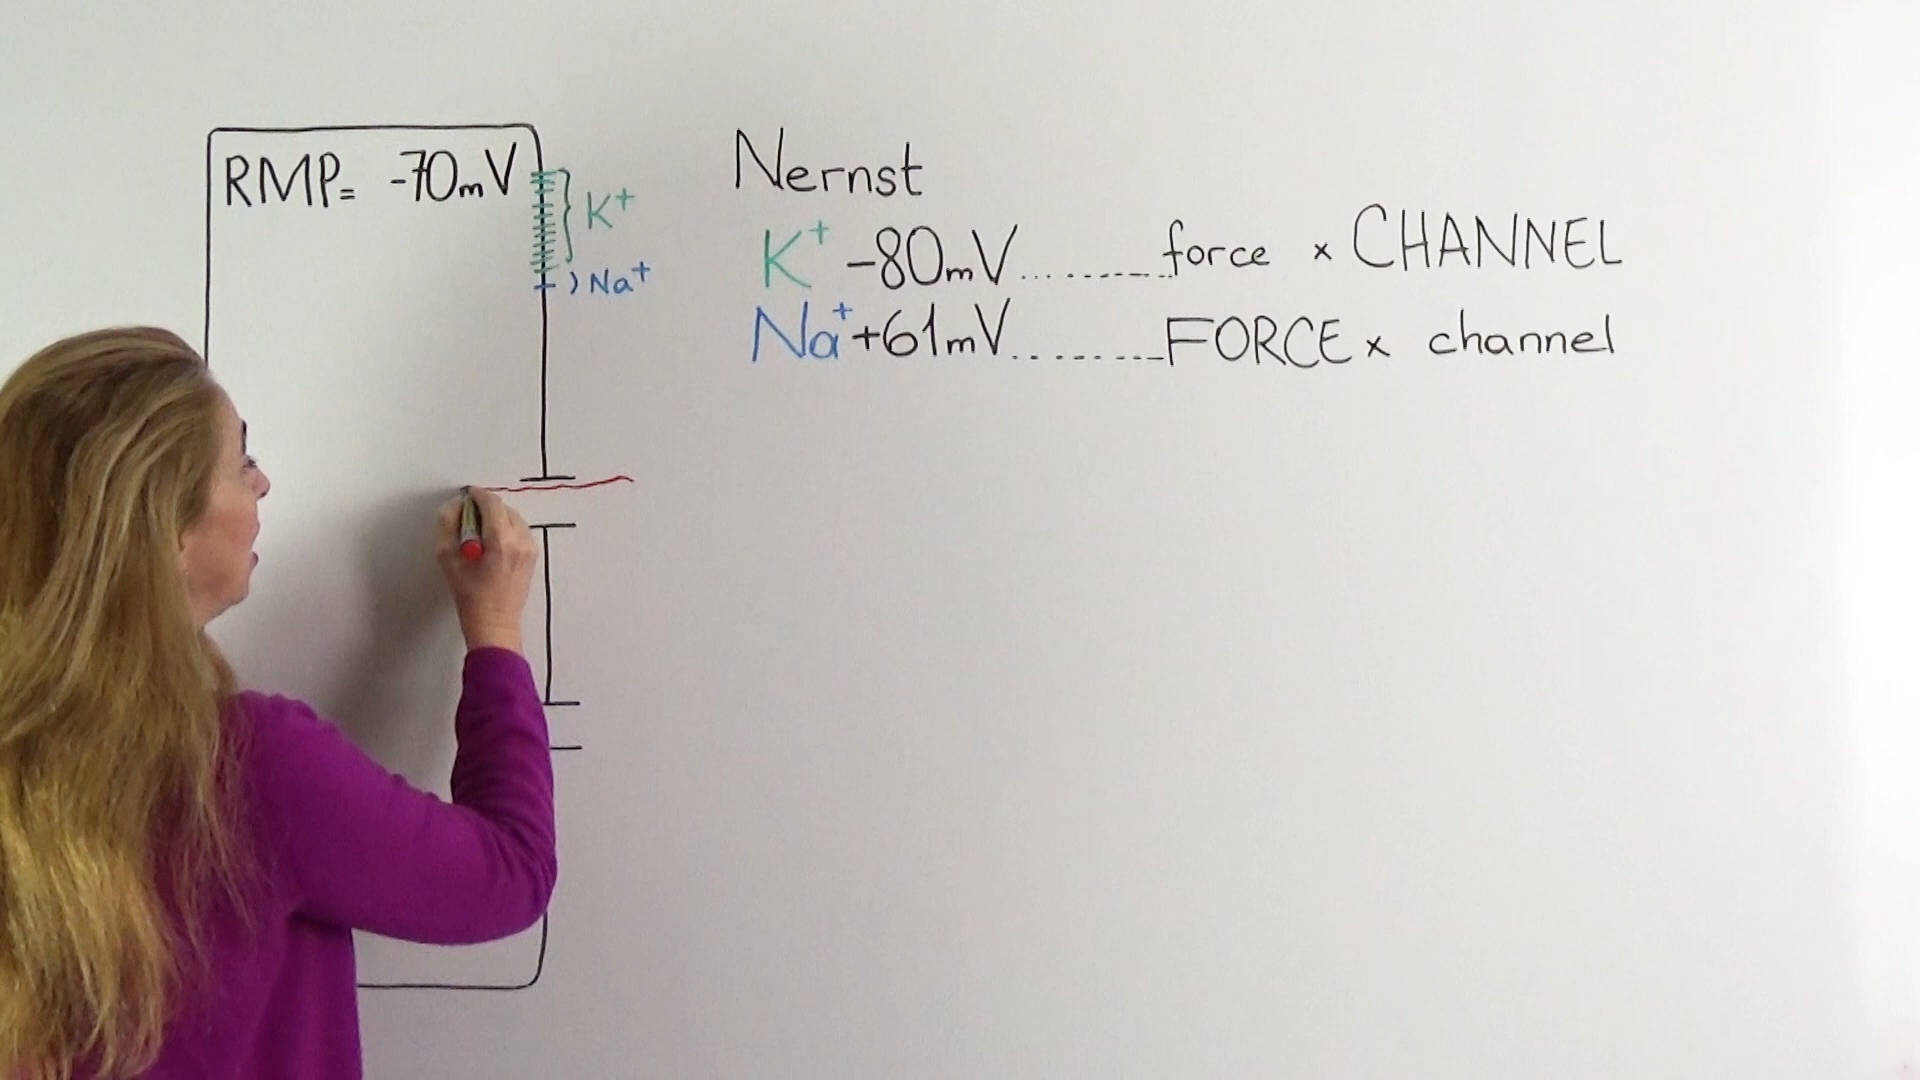 RMP= -70mV
K+
Na+
Nernst
K+ -80mV.........force × CHANNEL
Na+ +61mV.........FORCE × channel